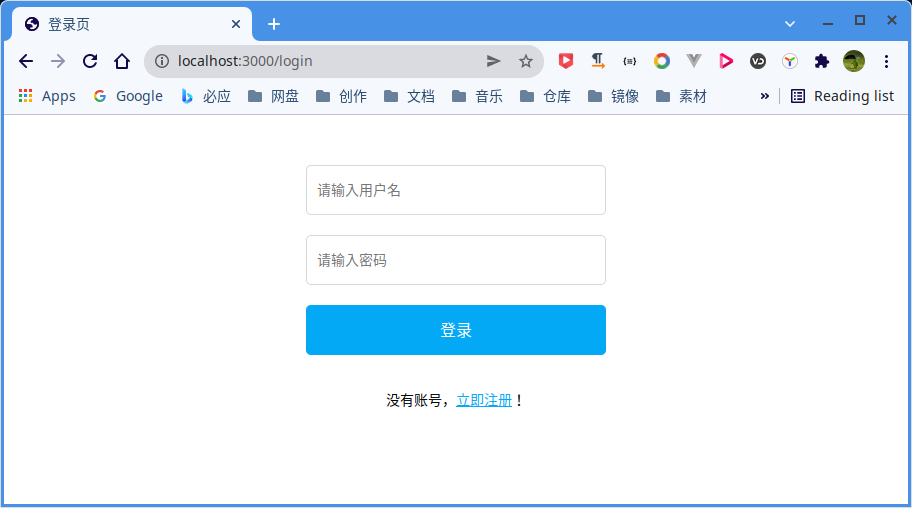 登录页
localhost:3000/login
Apps Google 必应 网盘 创作 文档 音乐 仓库 镜像 素材 » Reading list
请输入用户名
请输入密码
登录
没有账号，立即注册！